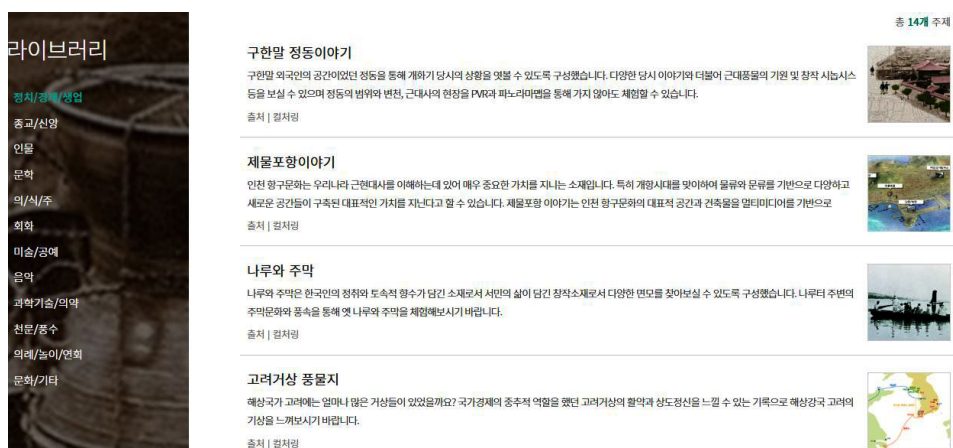 라이브러리
정치/경제/생업
종교/신앙
인물
문학
의/식/주
회화
미술/공예
음악
과학기술/의약
천문/풍수
의례/놀이/연회
문화/기타
총 14개 주제
구한말 정동이야기
구한말 외국인의 공간이었던 정동을 통해 개화기 당시의 상황을 엿볼 수 있도록 구성했습니다. 다양한 당시 이야기와 더불어 근대풍물의 기원 및 창작 시놉시스
등을 보실 수 있으며 정동의 범위와 변천, 근대사의 현장을 PVR과 파노라마맵을 통해 가지 않아도 체험할 수 있습니다.
출처 | 컬처링
제물포항이야기
인천 항구문화는 우리나라 근현대사를 이해하는데 있어 매우 중요한 가치를 지니는 소재입니다. 특히 개항시대를 맞이하여 물류와 문류를 기반으로 다양하고
새로운 공간들이 구축된 대표적인 가치를 지닌다고 할 수 있습니다. 제물포항 이야기는 인천 항구문화의 대표적 공간과 건축물을 멀티미디어를 기반으로
출처 | 컬처링
나루와 주막
나루와 주막은 한국인의 정취와 토속적 향수가 담긴 소재로서 서민의 삶이 담긴 창작소재로서 다양한 면모를 찾아보실 수 있도록 구성했습니다. 나루터 주변의
주막문화와 풍속을 통해 옛 나루와 주막을 체험해보시기 바랍니다.
출처 | 컬처링
고려거상 풍물지
해상국가 고려에는 얼마나 많은 거상들이 있었을까요? 국가경제의 중추적 역할을 했던 고려거상의 활약과 상도정신을 느낄 수 있는 기록으로 해상강국 고려의
기상을 느껴보시기 바랍니다.
출처 | 컬처링